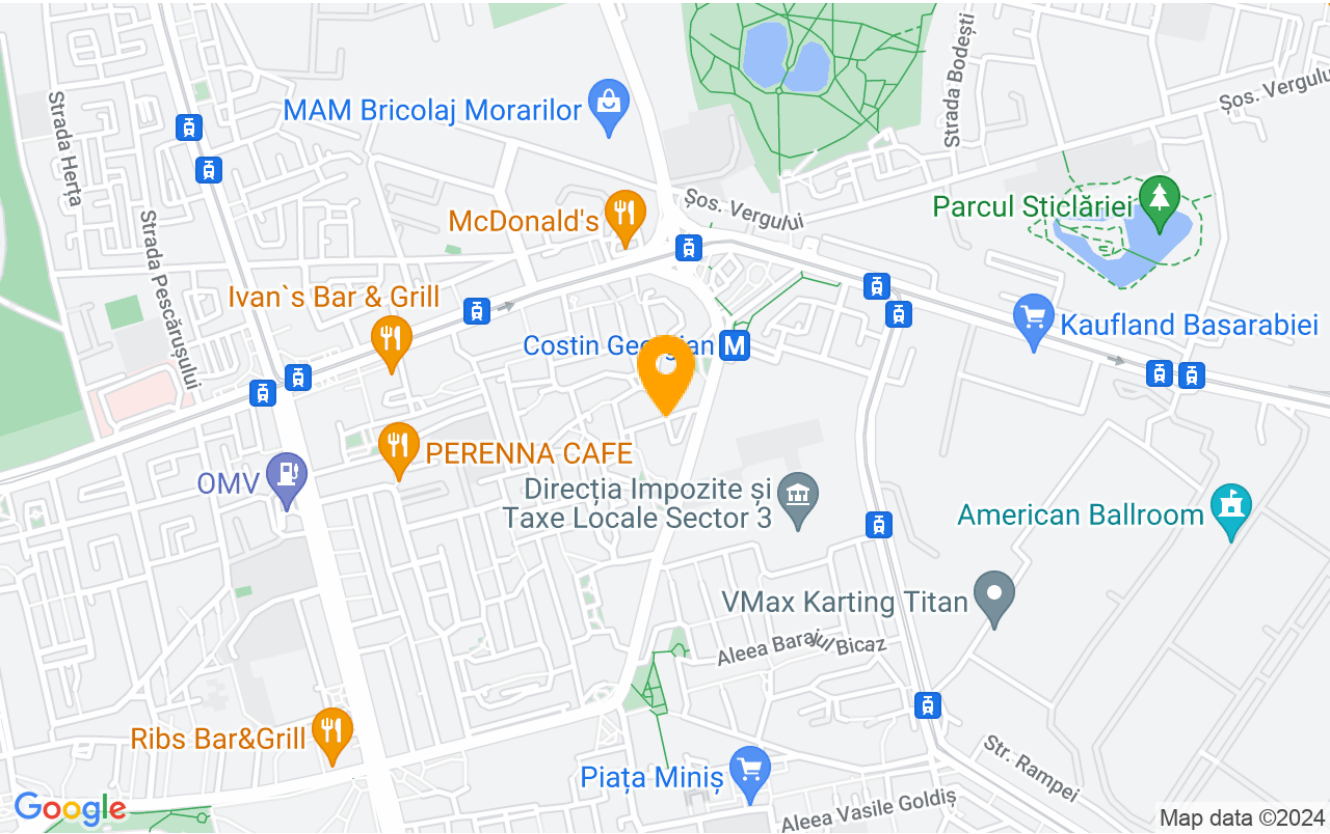 Strada Bodești
Șos. Vergului
Strada Herța
MAM Bricolaj Morarilor
Șos. Vergului
Parcul Sticlăriei
McDonald's
Strada Pescărușului
Ivan`s Bar & Grill
Kaufland Basarabiei
M
PERENNA CAFE
OMV
Direcția Impozite și
Taxe Locale Sector 3
American Ballroom
VMax Karting Titan
Aleea Barajul Bicaz
Ribs Bar&Grill
Str. Rampei
Piața Miniș
Aleea Vasile Goldiș
Google
Map data ©2024
Costin